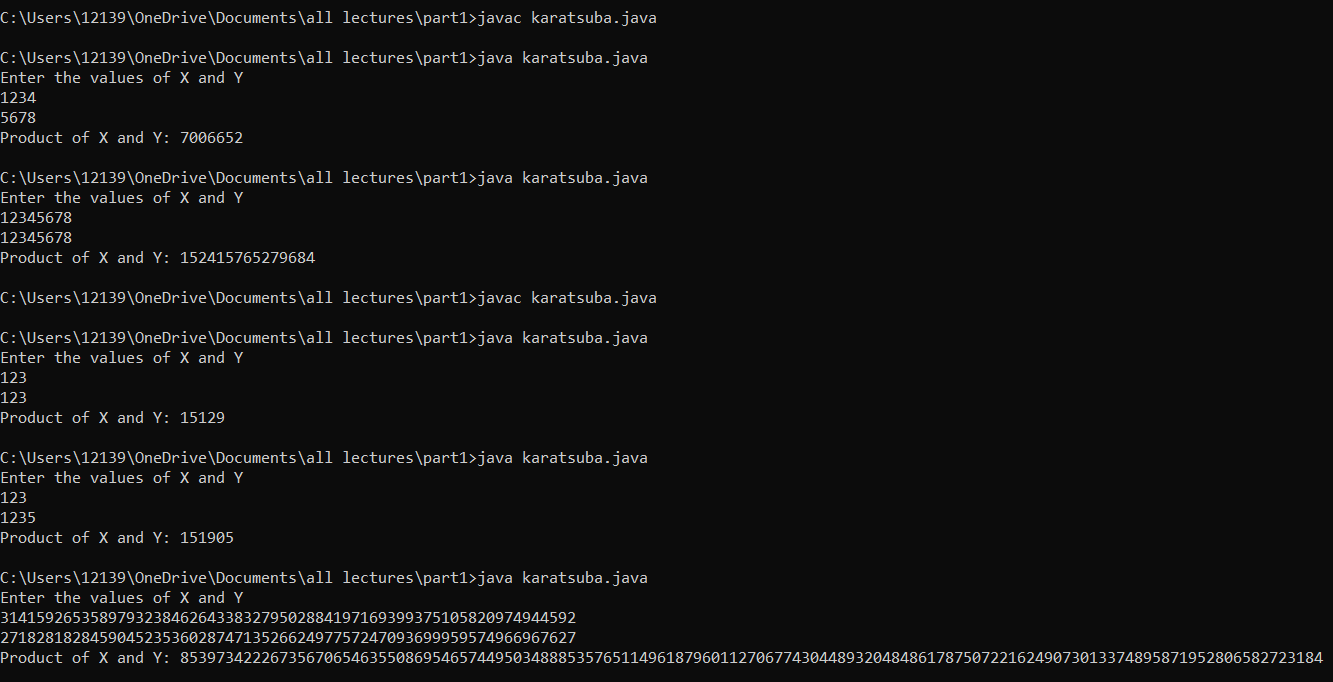 C:\Users\12139\OneDrive\Documents\all lectures\part1>javac karatsuba.java
C:\Users\12139\OneDrive\Documents\all lectures\part1>java karatsuba.java
Enter the values of X and Y
1234
5678
Product of X and Y: 7006652
C:\Users\12139\OneDrive\Documents\all lectures\part1>java karatsuba.java
Enter the values of X and Y
12345678
12345678
Product of X and Y: 152415765279684
C:\Users\12139\OneDrive\Documents\all lectures\part1>javac karatsuba.java
C:\Users\12139\OneDrive\Documents\all lectures\part1>java karatsuba.java
Enter the values of X and Y
123
123
Product of X and Y: 15129
C:\Users\12139\OneDrive\Documents\all lectures\part1>java karatsuba.java
Enter the values of X and Y
123
1235
Product of X and Y: 151905
C:\Users\12139\OneDrive\Documents\all lectures\part1>java karatsuba.java
Enter the values of X and Y
3141592653589793238462643383279502884197169399375105820974944592
2718281828459045235360287471352662497757247093699959574966967627
Product of X and Y: 8539734222673567065463550869546574495034888535765114961879601127067743044893204848617875072216249073013374895871952806582723184